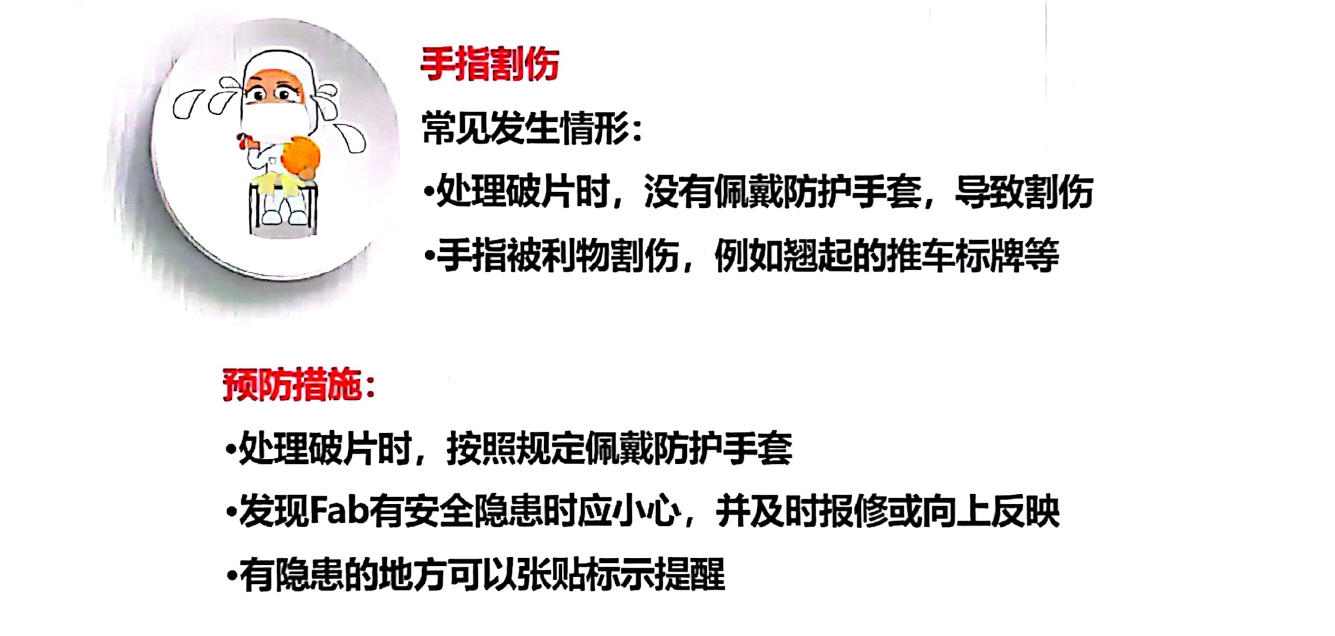 手指割伤
常见发生情形：
•处理破片时，没有佩戴防护手套，导致割伤
•手指被利物割伤，例如翘起的推车标牌等
预防措施：
•处理破片时，按照规定佩戴防护手套
•发现Fab有安全隐患时应小心，并及时报修或向上反映
•有隐患的地方可以张贴标示提醒